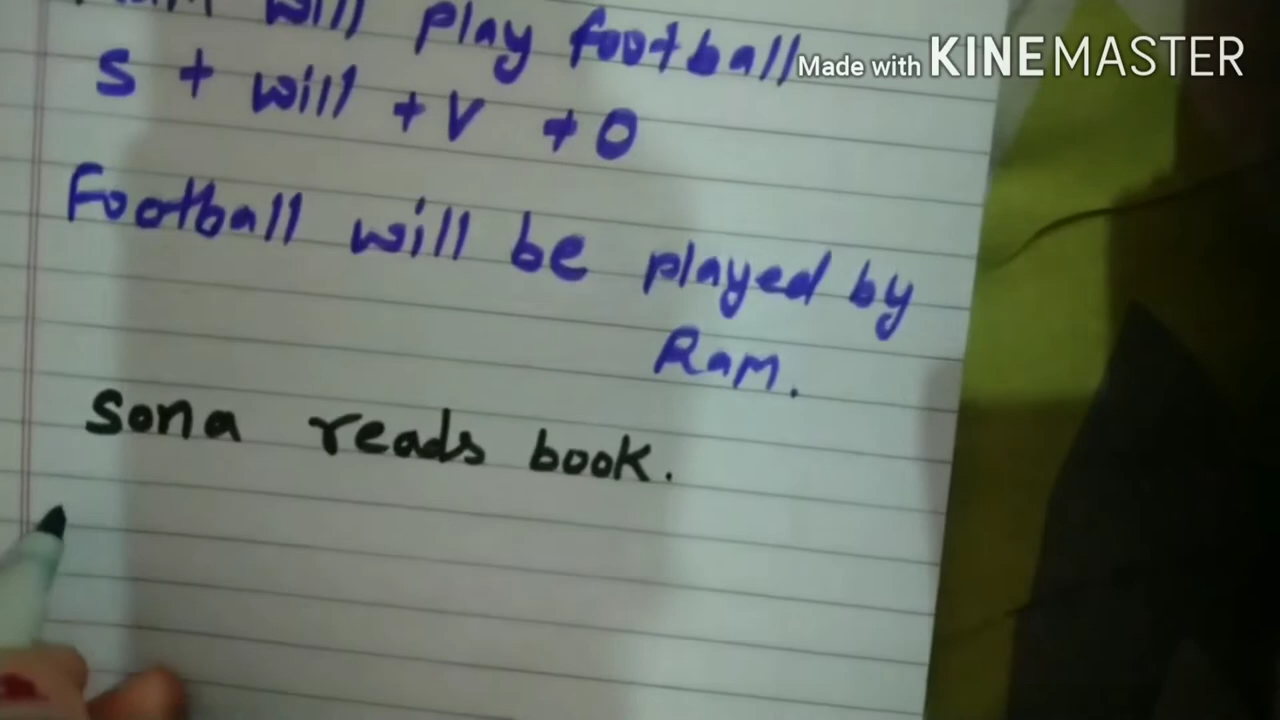 will play football
Made with KINEMASTER
S + will + V + O
Football will be played by
Ram.
Sona reads book.